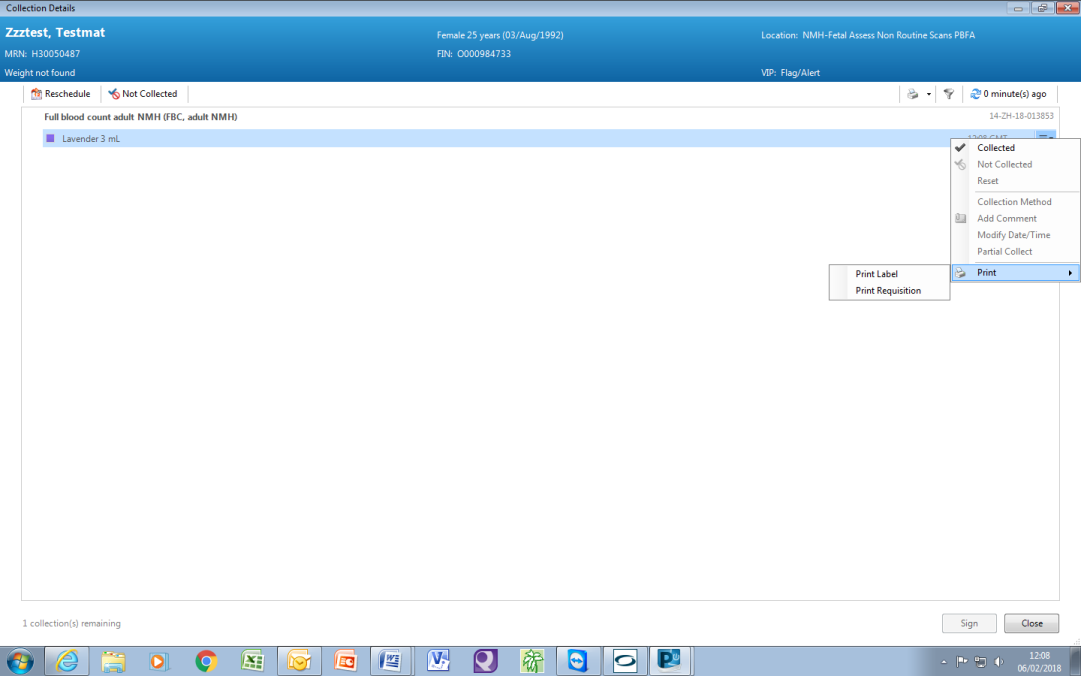 Collection Details
Zzztest, Testmat
Female 25 years (03/Aug/1992)
Location: NMH-Fetal Assess Non Routine Scans PBFA
MRN: H30050487
FIN: O000984733
Weight not found
VIP: Flag/Alert
Reschedule
Not Collected
0 minute(s) ago
Full blood count adult NMH (FBC, adult NMH)
14-ZH-18-013853
Lavender 3 mL
12:08 GMT
Collected
Not Collected
Reset
Collection Method
Add Comment
Modify Date/Time
Partial Collect
Print
Print Label
Print Requisition
1 collection(s) remaining
Sign
Close
12:08
06/02/2018